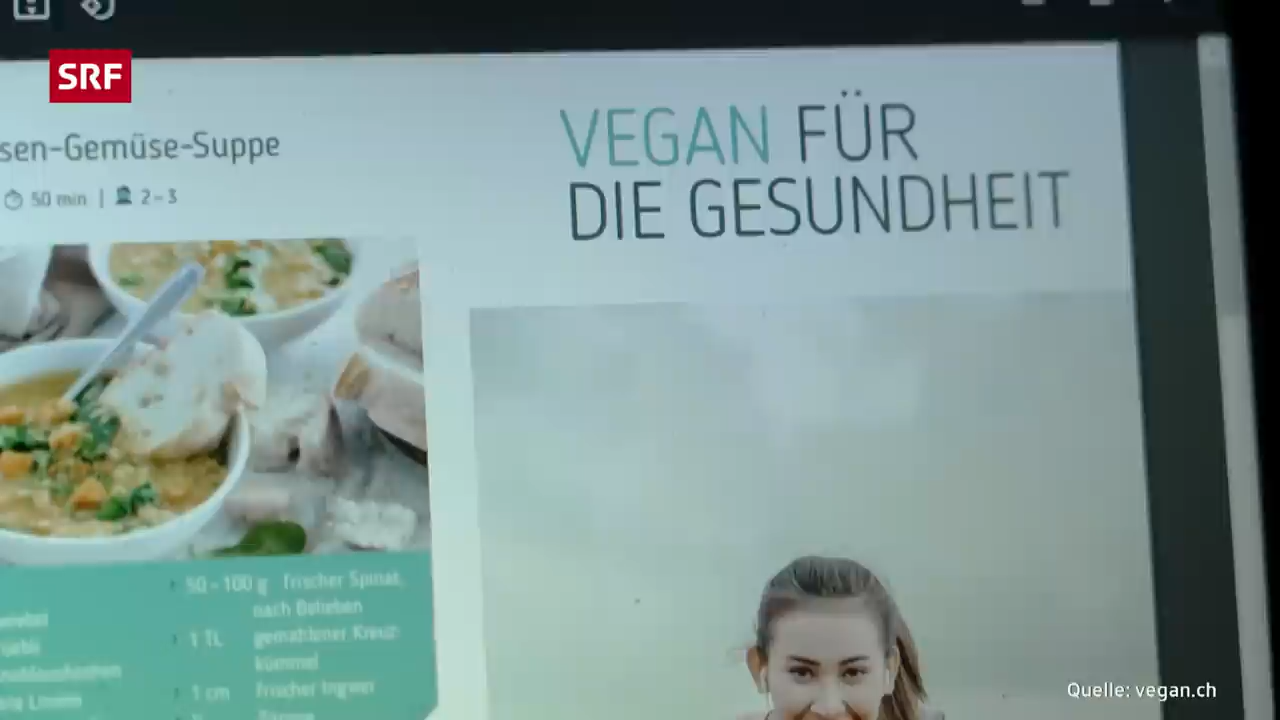 SRF
sen-Gemüse-Suppe
50 min | 2-3
VEGAN FÜR
DIE GESUNDHEIT
50-100 g frischer Spinat,
nach Belieben
1 TL gemahlener Kreuz-
kümmel
1 cm frischer Ingwer
Quelle: vegan.ch